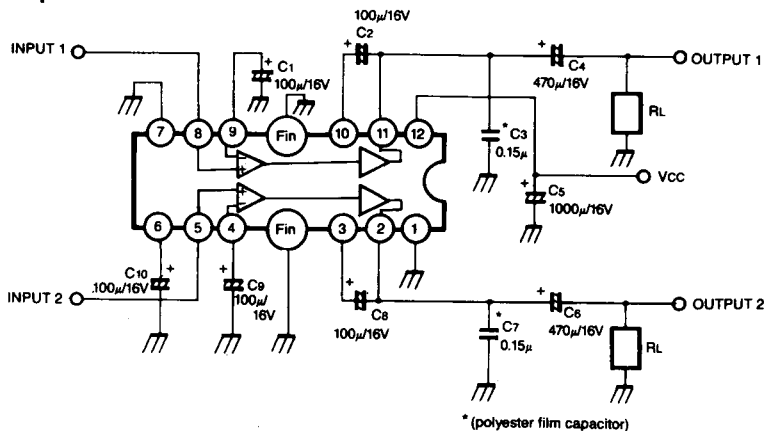 100μ/16V
C2
INPUT 1
+
C1
100μ/16V
+
+
C4
470μ/16V
OUTPUT 1
RL
7
8
9
Fin
10
11
12
* C3
0.15μ
VCC
+
C5
1000μ/16V
−
+
+
−
6
5
4
Fin
3
2
1
C10
.100μ/16V
+
+
C9
100μ/
16V
INPUT 2
+
C8
100μ/16V
*
C7
0.15μ
+
C6
470μ/16V
OUTPUT 2
RL
* (polyester film capacitor)